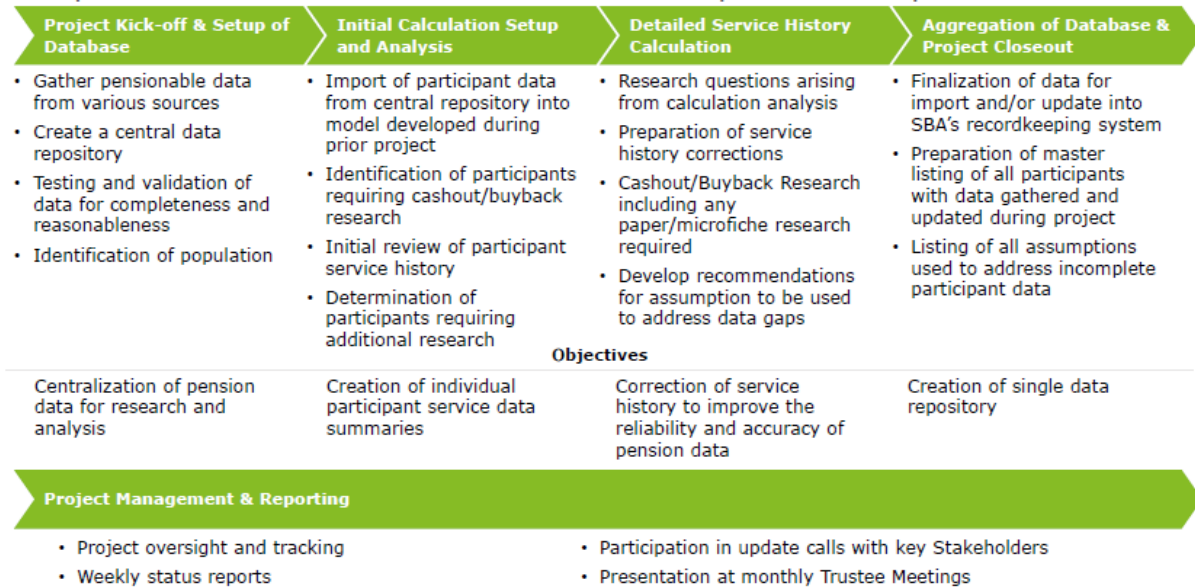 Project Kick-off & Setup of
Database
Initial Calculation Setup
and Analysis
Detailed Service History
Calculation
Aggregation of Database &
Project Closeout
• Gather pensionable data
from various sources
• Create a central data
repository
• Testing and validation of
data for completeness and
reasonableness
• Identification of population
• Import of participant data
from central repository into
model developed during
prior project
• Identification of participants
requiring cashout/buyback
research
• Initial review of participant
service history
• Determination of
participants requiring
additional research
• Research questions arising
from calculation analysis
• Preparation of service
history corrections
• Cashout/Buyback Research
including any
paper/microfiche research
required
• Develop recommendations
for assumption to be used
to address data gaps
• Finalization of data for
import and/or update into
SBA's recordkeeping system
• Preparation of master
listing of all participants
with data gathered and
updated during project
• Listing of all assumptions
used to address incomplete
participant data
Objectives
Centralization of pension
data for research and
analysis
Creation of individual
participant service data
summaries
Correction of service
history to improve the
reliability and accuracy of
pension data
Creation of single data
repository
Project Management & Reporting
• Project oversight and tracking
• Weekly status reports
• Participation in update calls with key Stakeholders
• Presentation at monthly Trustee Meetings